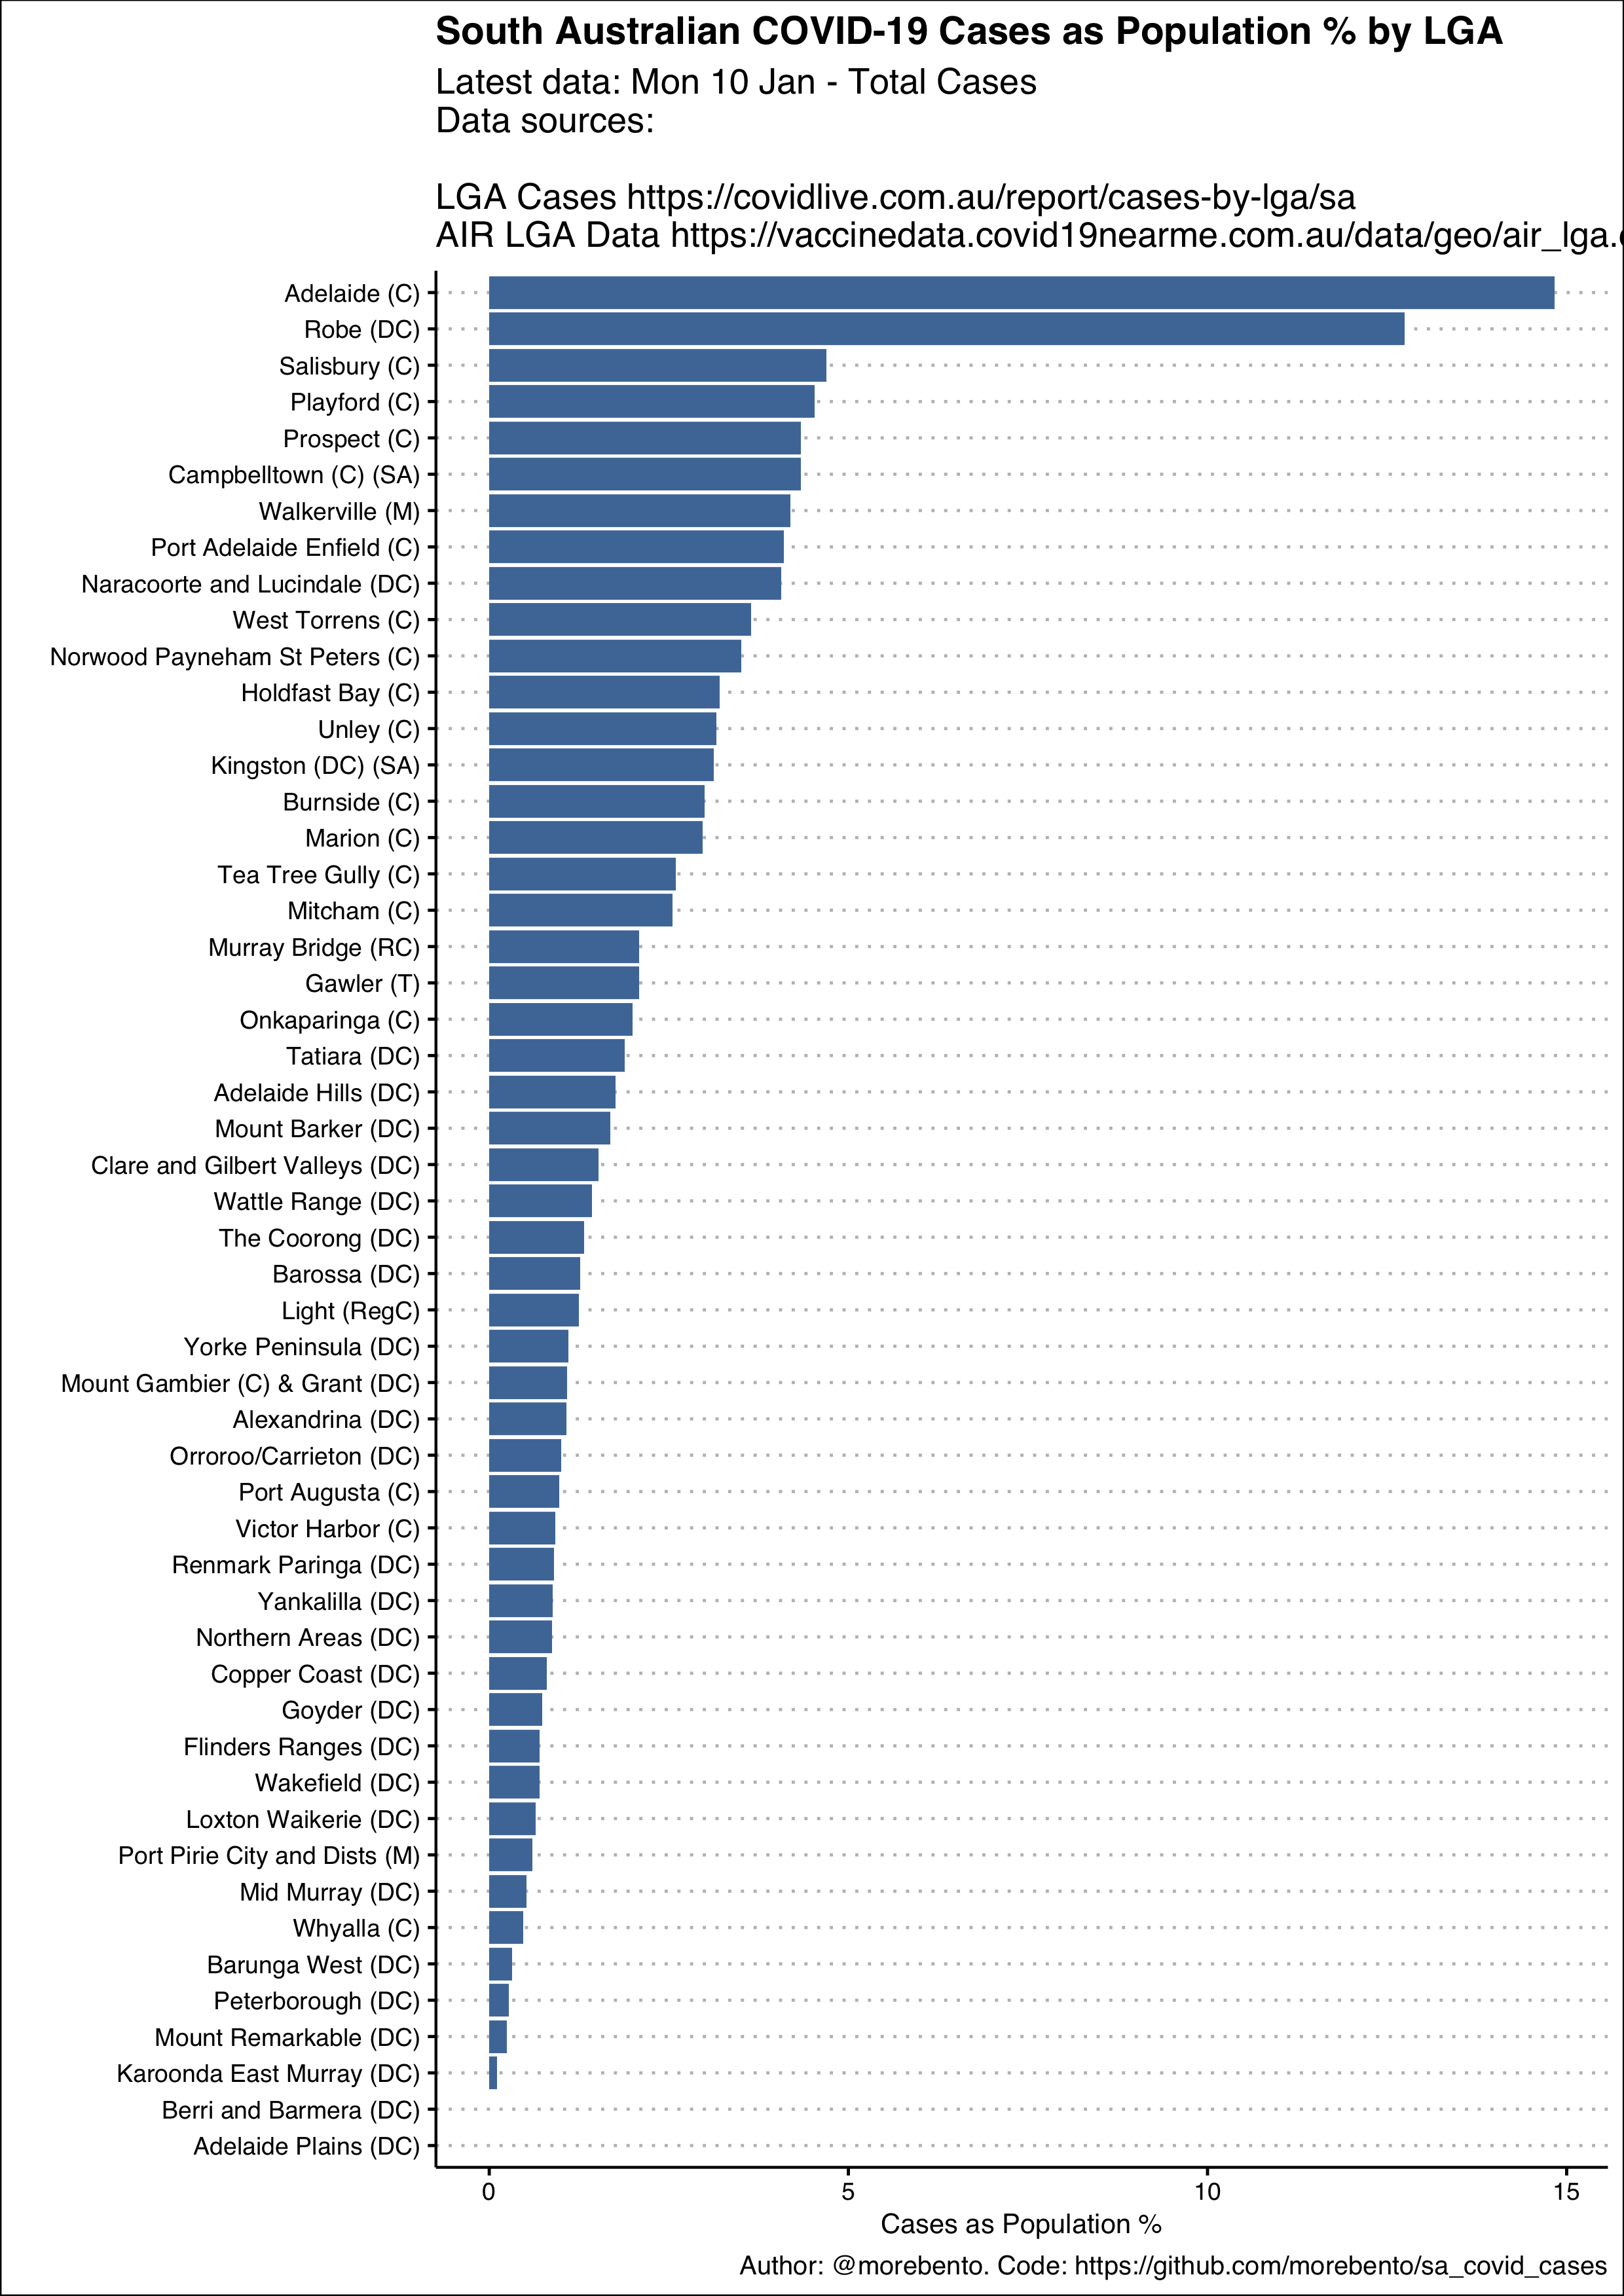 South Australian COVID-19 Cases as Population % by LGA
Latest data: Mon 10 Jan - Total Cases
Data sources:
LGA Cases https://covidlive.com.au/report/cases-by-lga/sa
AIR LGA Data https://vaccinedata.covid19nearme.com.au/data/geo/air_lga.
Adelaide (C)
Robe (DC)
Salisbury (C)
Playford (C)
Prospect (C)
Campbelltown (C) (SA)
Walkerville (M)
Port Adelaide Enfield (C)
Naracoorte and Lucindale (DC)
West Torrens (C)
Norwood Payneham St Peters (C)
Holdfast Bay (C)
Unley (C)
Kingston (DC) (SA)
Burnside (C)
Marion (C)
Tea Tree Gully (C)
Mitcham (C)
Murray Bridge (RC)
Gawler (T)
Onkaparinga (C)
Tatiara (DC)
Adelaide Hills (DC)
Mount Barker (DC)
Clare and Gilbert Valleys (DC)
Wattle Range (DC)
The Coorong (DC)
Barossa (DC)
Light (RegC)
Yorke Peninsula (DC)
Mount Gambier (C) & Grant (DC)
Alexandrina (DC)
Orroroo/Carrieton (DC)
Port Augusta (C)
Victor Harbor (C)
Renmark Paringa (DC)
Yankalilla (DC)
Northern Areas (DC)
Copper Coast (DC)
Goyder (DC)
Flinders Ranges (DC)
Wakefield (DC)
Loxton Waikerie (DC)
Port Pirie City and Dists (M)
Mid Murray (DC)
Whyalla (C)
Barunga West (DC)
Peterborough (DC)
Mount Remarkable (DC)
Karoonda East Murray (DC)
Berri and Barmera (DC)
Adelaide Plains (DC)
0 5 10 15
Cases as Population %
Author: @morebento. Code: https://github.com/morebento/sa_covid_cases